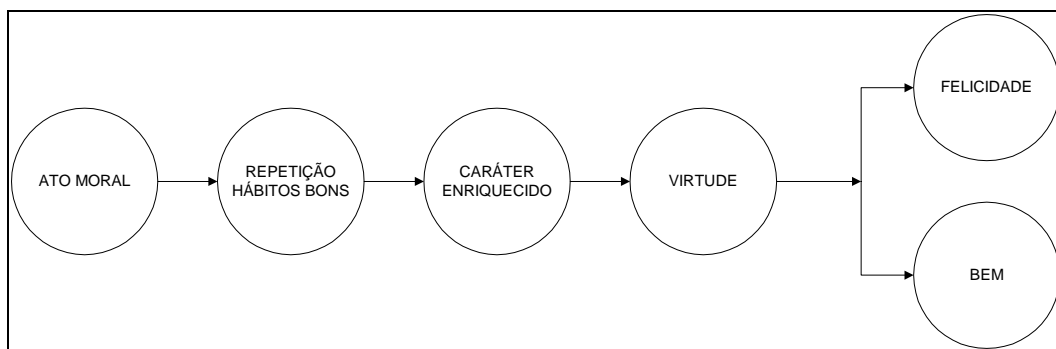 ATO MORAL
REPETIÇÃO
HÁBITOS BONS
CARÁTER
ENRIQUECIDO
VIRTUDE
FELICIDADE
BEM